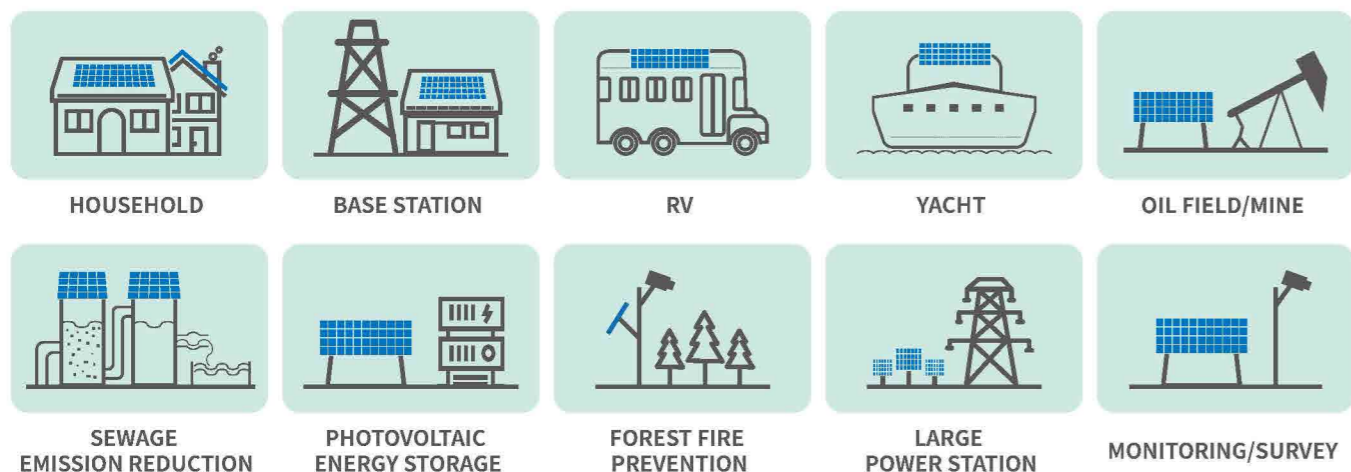 HOUSEHOLD
BASE STATION
RV
YACHT
OIL FIELD/MINE
SEWAGE
EMISSION REDUCTION
PHOTOVOLTAIC
ENERGY STORAGE
FOREST FIRE
PREVENTION
LARGE
POWER STATION
MONITORING/SURVEY